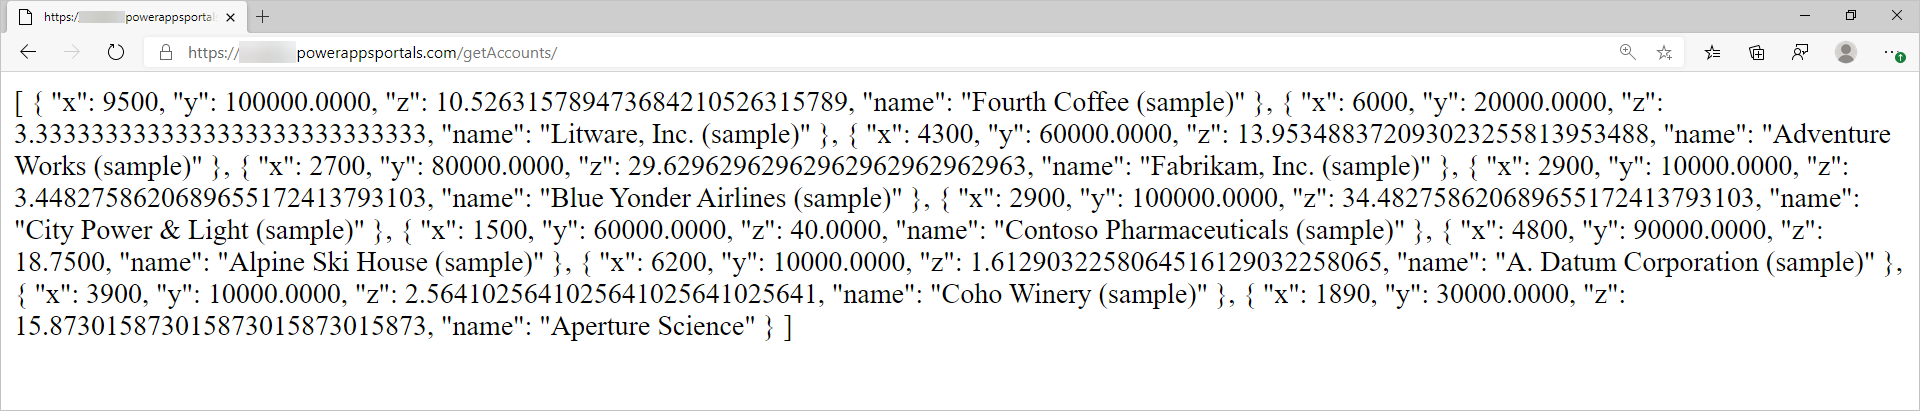 https:// powerappsportal
https:// powerappsportals.com/getAccounts/
[ { "x": 9500, "y": 100000.0000, "z": 10.526315789473684210526315789, "name": "Fourth Coffee (sample)" }, { "x": 6000, "y": 20000.0000, "z":
3.3333333333333333333333333333, "name": "Litware, Inc. (sample)" }, { "x": 4300, "y": 60000.0000, "z": 13.953488372093023255813953488, "name": "Adventure
Works (sample)" }, { "x": 2700, "y": 80000.0000, "z": 29.629629629629629629629629963, "name": "Fabrikam, Inc. (sample)" }, { "x": 2900, "y": 10000.0000, "z":
3.4482758620689655172413793103, "name": "Blue Yonder Airlines (sample)" }, { "x": 2900, "y": 100000.0000, "z": 34.482758620689655172413793103, "name":
"City Power & Light (sample)" }, { "x": 1500, "y": 60000.0000, "z": 40.0000, "name": "Contoso Pharmaceuticals (sample)" }, { "x": 4800, "y": 90000.0000, "z":
18.7500, "name": "Alpine Ski House (sample)" }, { "x": 6200, "y": 10000.0000, "z": 1.6129032258064516129032258065, "name": "A. Datum Corporation (sample)" },
{ "x": 3900, "y": 10000.0000, "z": 2.5641025641025641025641025641, "name": "Coho Winery (sample)" }, { "x": 1890, "y": 30000.0000, "z":
15.873015873015873015873015873, "name": "Aperture Science" } ]